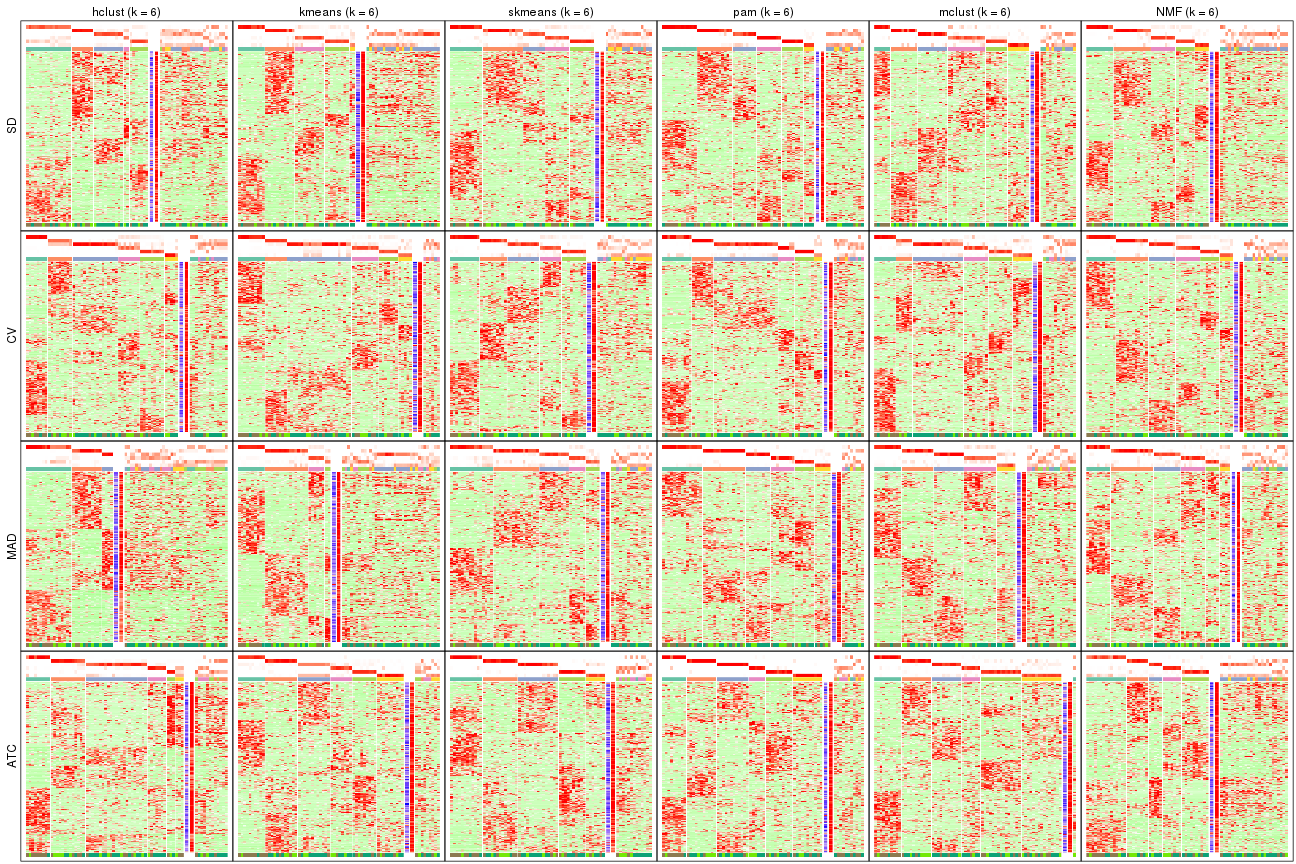 hclust (k = 6) kmeans (k = 6) skmeans (k = 6) pam (k = 6) mclust (k = 6) NMF (k = 6)
SD
CV
MAD
ATC